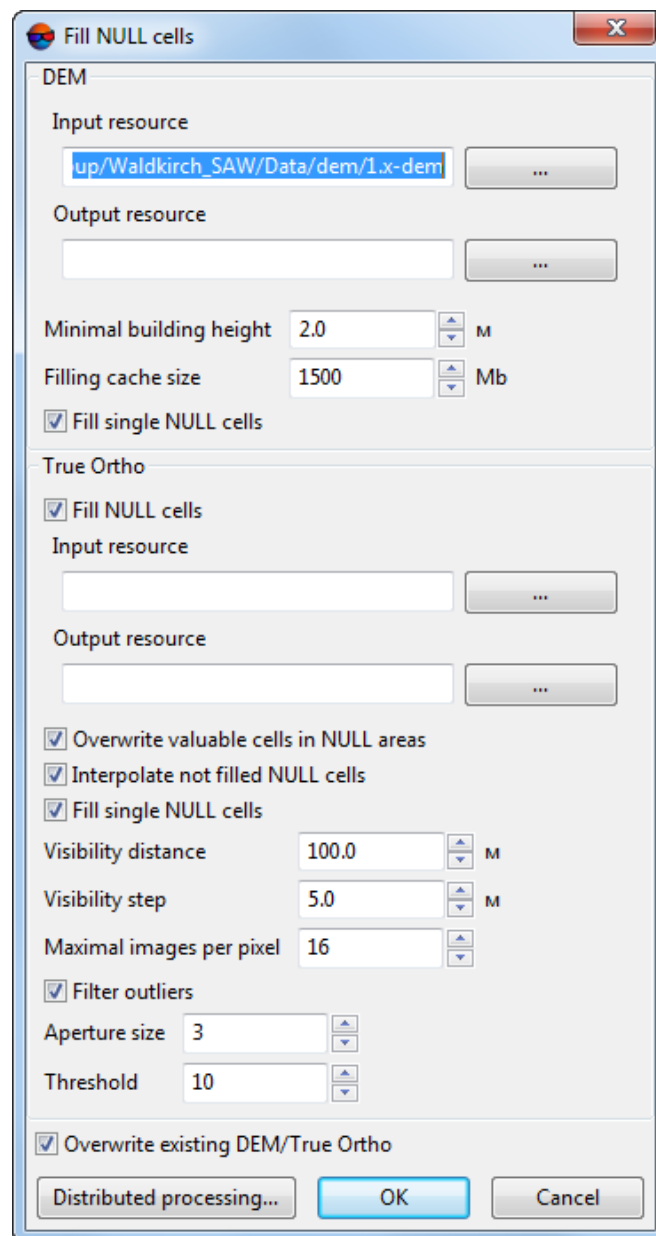 Fill NULL cells
DEM
Input resource
up/Waldkirch_SAW/Data/dem/1.x-dem ...
Output resource
...
Minimal building height 2.0 м
Filling cache size 1500 Mb
Fill single NULL cells
True Ortho
Fill NULL cells
Input resource
...
Output resource
...
Overwrite valuable cells in NULL areas
Interpolate not filled NULL cells
Fill single NULL cells
Visibility distance 100.0 м
Visibility step 5.0 м
Maximal images per pixel 16
Filter outliers
Aperture size 3
Threshold 10
Overwrite existing DEM/True Ortho
Distributed processing... OK Cancel